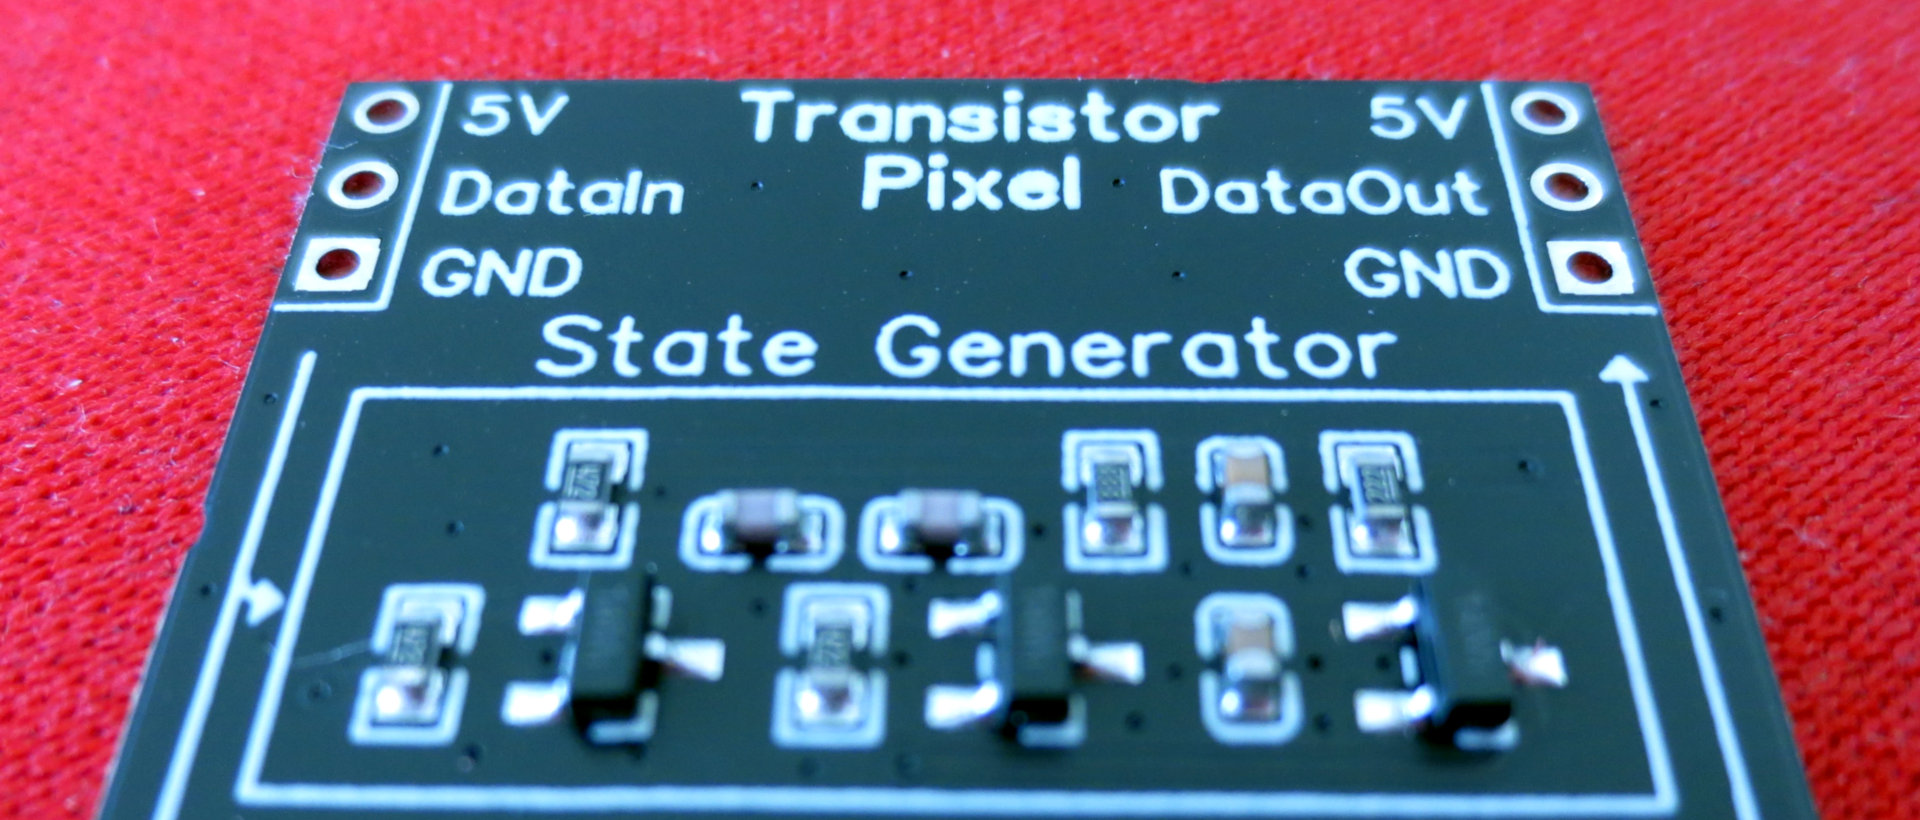 5V Transistor 5V
DataIn Pixel DataOut
GND GND
State Generator